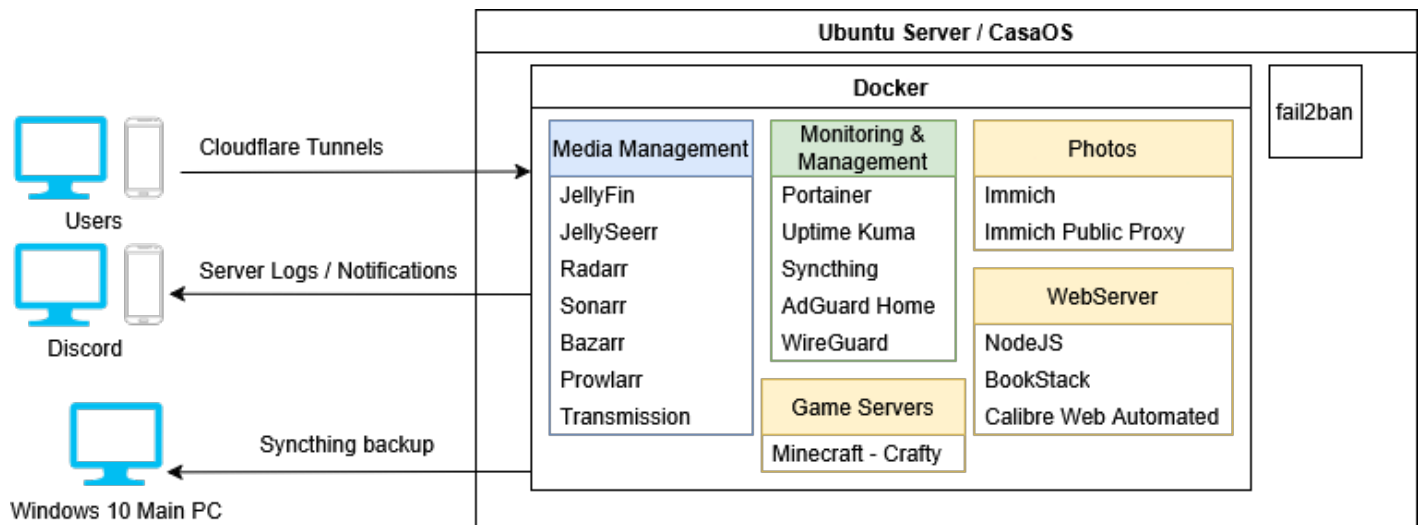 Ubuntu Server / CasaOS
Docker
fail2ban
Users
Cloudflare Tunnels
Discord
Server Logs / Notifications
Windows 10 Main PC
Syncthing backup
Media Management
JellyFin
JellySeerr
Radarr
Sonarr
Bazarr
Prowlarr
Transmission
Monitoring &
Management
Portainer
Uptime Kuma
Syncthing
AdGuard Home
WireGuard
Game Servers
Minecraft - Crafty
Photos
Immich
Immich Public Proxy
WebServer
NodeJS
BookStack
Calibre Web Automated